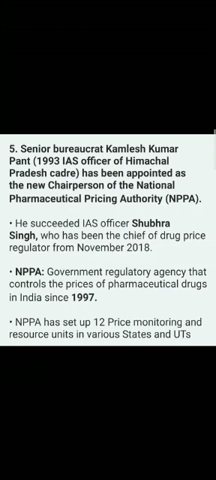 5. Senior bureaucrat Kamlesh Kumar
Pant (1993 IAS officer of Himachal
Pradesh cadre) has been appointed as
the new Chairperson of the National
Pharmaceutical Pricing Authority (NPPA).
• He succeeded IAS officer Shubhra
Singh, who has been the chief of drug price
regulator from November 2018.
• NPPA: Government regulatory agency that
controls the prices of pharmaceutical drugs
in India since 1997.
• NPPA has set up 12 Price monitoring and
resource units in various States and UTs